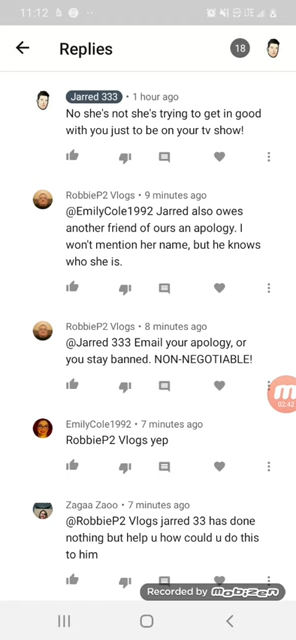 11:12
LTE
Replies
18
Jarred 333 • 1 hour ago
No she's not she's trying to get in good
with you just to be on your tv show!
RobbieP2 Vlogs • 9 minutes ago
@EmilyCole1992 Jarred also owes
another friend of ours an apology. I
won't mention her name, but he knows
who she is.
RobbieP2 Vlogs • 8 minutes ago
@Jarred 333 Email your apology, or
you stay banned. NON-NEGOTIABLE!
02:42
EmilyCole1992 • 7 minutes ago
RobbieP2 Vlogs yep
Zagaa Zaoo • 7 minutes ago
@RobbieP2 Vlogs jarred 33 has done
nothing but help u how could u do this
to him
Recorded by mobizen